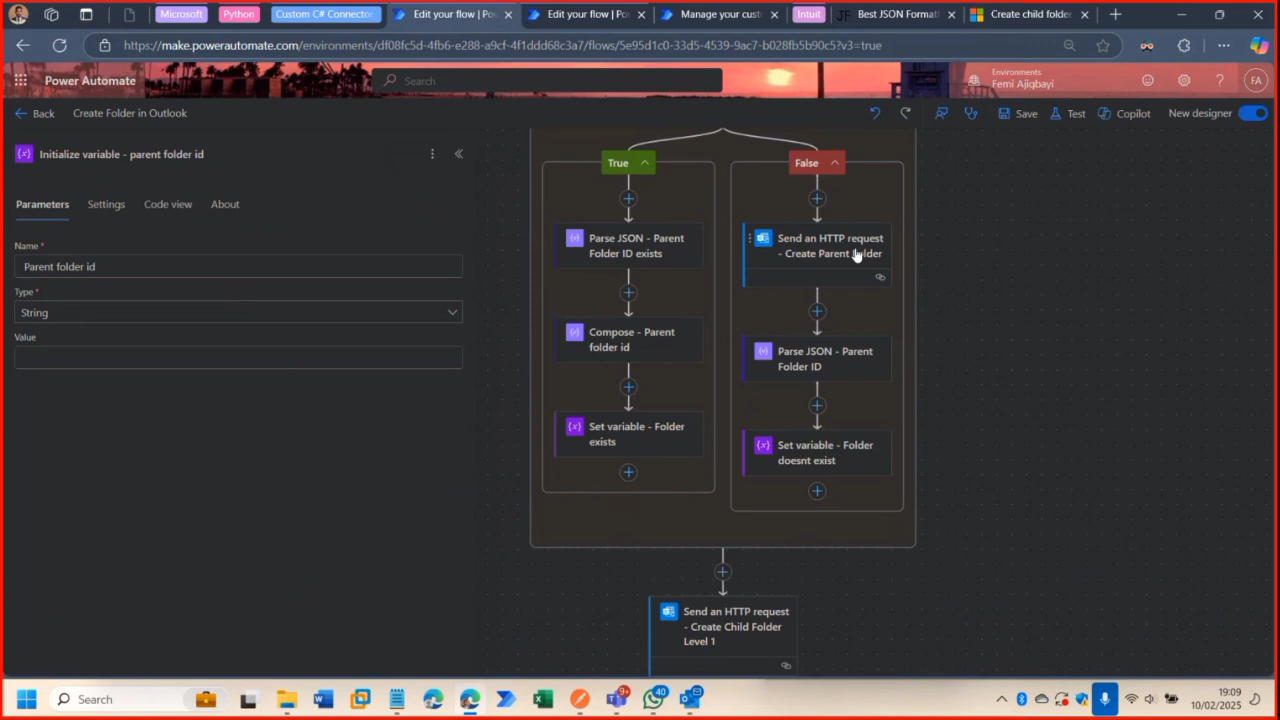 Microsoft
Python
Custom C# Connector
Edit your flow | Pow
Edit your flow | Powe
Manage your custo
Intuit
Best JSON Formatt
Create child folder
https://make.powerautomate.com/environments/df08fc5d-4fb6-e288-a9cf-4f1ddd68c3a7/flows/5e95d1c0-33d5-4539-9ac7-b028fb5b90c5?v3=true
Power Automate
Search
Environments
Femi Ajiqbayi
FA
Back
Create Folder in Outlook
Save
Test
Copilot
New designer
Initialize variable - parent folder id
Parameters
Settings
Code view
About
Name *
Parent folder id
Type *
String
Value
True
Parse JSON - Parent
Folder ID exists
Compose - Parent
folder id
Set variable - Folder
exists
False
Send an HTTP request
- Create Parent Folder
Parse JSON - Parent
Folder ID
Set variable - Folder
doesnt exist
Send an HTTP request
- Create Child Folder
Level 1
Search
9+
40
19:09
10/02/2025